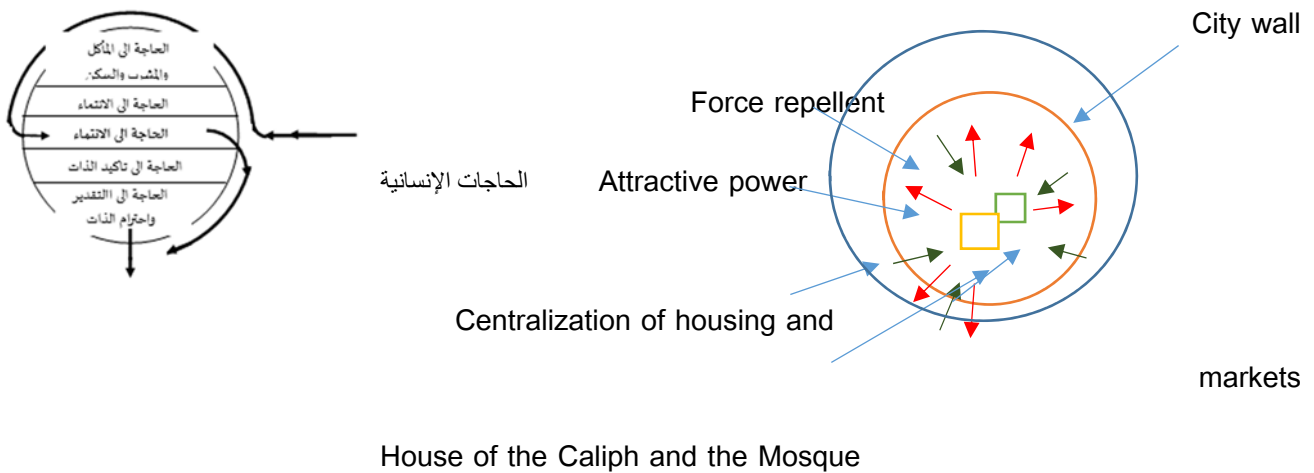 الحاجة الى المأكل
والمشرب والسكن
الحاجة الى الانتماء
الحاجة الى الانتماء
الحاجة الى تاكيد الذات
الحاجة الى االتقدير
واحترام الذات
الحاجات الإنسانية
City wall
Force repellent
Attractive power
Centralization of housing and
markets
House of the Caliph and the Mosque